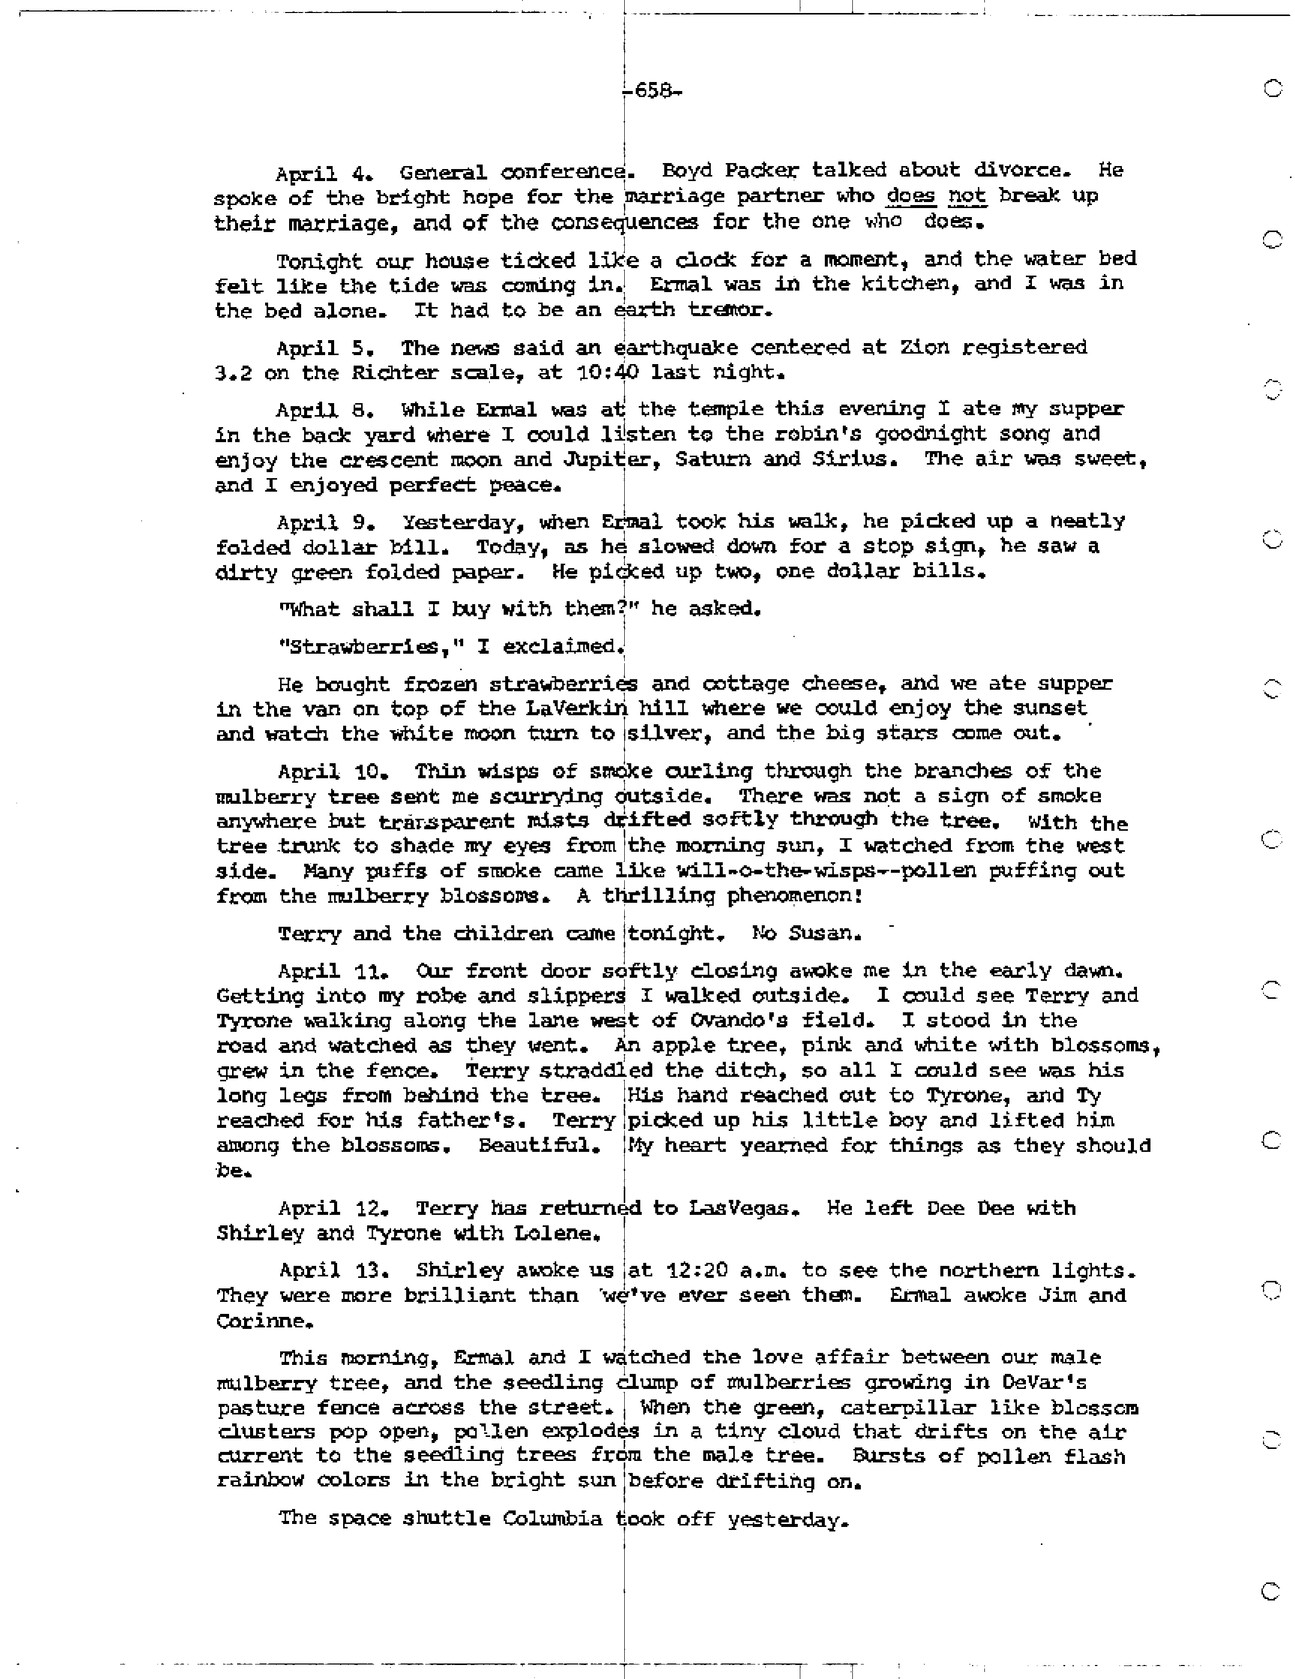 -658-
April 4. General conference. Boyd Packer talked about divorce. He
spoke of the bright hope for the marriage partner who does not break up
their marriage, and of the consequences for the one who does.
Tonight our house ticked like a clock for a moment, and the water bed
felt like the tide was coming in. Ermal was in the kitchen, and I was in
the bed alone. It had to be an earth tremor.
April 5. The news said an earthquake centered at Zion registered
3.2 on the Richter scale, at 10:40 last night.
April 8. While Ermal was at the temple this evening I ate my supper
in the back yard where I could listen to the robin's goodnight song and
enjoy the crescent moon and Jupiter, Saturn and Sirius. The air was sweet,
and I enjoyed perfect peace.
April 9. Yesterday, when Ermal took his walk, he picked up a neatly
folded dollar bill. Today, as he slowed down for a stop sign, he saw a
dirty green folded paper. He picked up two, one dollar bills.
"What shall I buy with them?" he asked.
"Strawberries," I exclaimed.
He bought frozen strawberries and cottage cheese, and we ate supper
in the van on top of the LaVerkin hill where we could enjoy the sunset
and watch the white moon turn to silver, and the big stars come out.
April 10. Thin wisps of smoke curling through the branches of the
mulberry tree sent me scurrying outside. There was not a sign of smoke
anywhere but transparent mists drifted softly through the tree. With the
tree trunk to shade my eyes from the morning sun, I watched from the west
side. Many puffs of smoke came like will-o-the-wisps--pollen puffing out
from the mulberry blossoms. A thrilling phenomenon!
Terry and the children came tonight. No Susan.
April 11. Our front door softly closing awoke me in the early dawn.
Getting into my robe and slippers I walked outside. I could see Terry and
Tyrone walking along the lane west of Ovando's field. I stood in the
road and watched as they went. An apple tree, pink and white with blossoms,
grew in the fence. Terry straddled the ditch, so all I could see was his
long legs from behind the tree. His hand reached out to Tyrone, and Ty
reached for his father's. Terry picked up his little boy and lifted him
among the blossoms. Beautiful. My heart yearned for things as they should
be.
April 12. Terry has returned to LasVegas. He left Dee Dee with
Shirley and Tyrone with Lolene.
April 13. Shirley awoke us at 12:20 a.m. to see the northern lights.
They were more brilliant than we've ever seen them. Ermal awoke Jim and
Corinne.
This morning, Ermal and I watched the love affair between our male
mulberry tree, and the seedling clump of mulberries growing in DeVar's
pasture fence across the street. When the green, caterpillar like blossom
clusters pop open, pollen explodes in a tiny cloud that drifts on the air
current to the seedling trees from the male tree. Bursts of pollen flash
rainbow colors in the bright sun before drifting on.
The space shuttle Columbia took off yesterday.